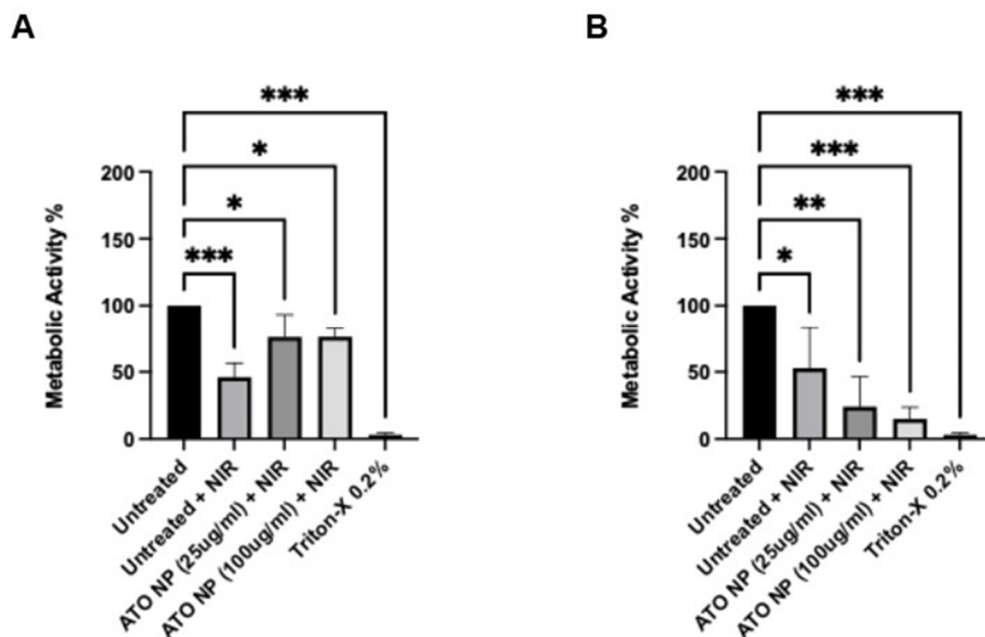 A
***
*
*
***
200
150
100
50
0
Metabolic Activity %
Untreated
Untreated + NIR
ATO NP (25ug/ml) + NIR
ATO NP (100ug/ml) + NIR
Triton-X 0.2%
B
***
***
**
*
200
150
100
50
0
Metabolic Activity %
Untreated
Untreated + NIR
ATO NP (25ug/ml) + NIR
ATO NP (100ug/ml) + NIR
Triton-X 0.2%